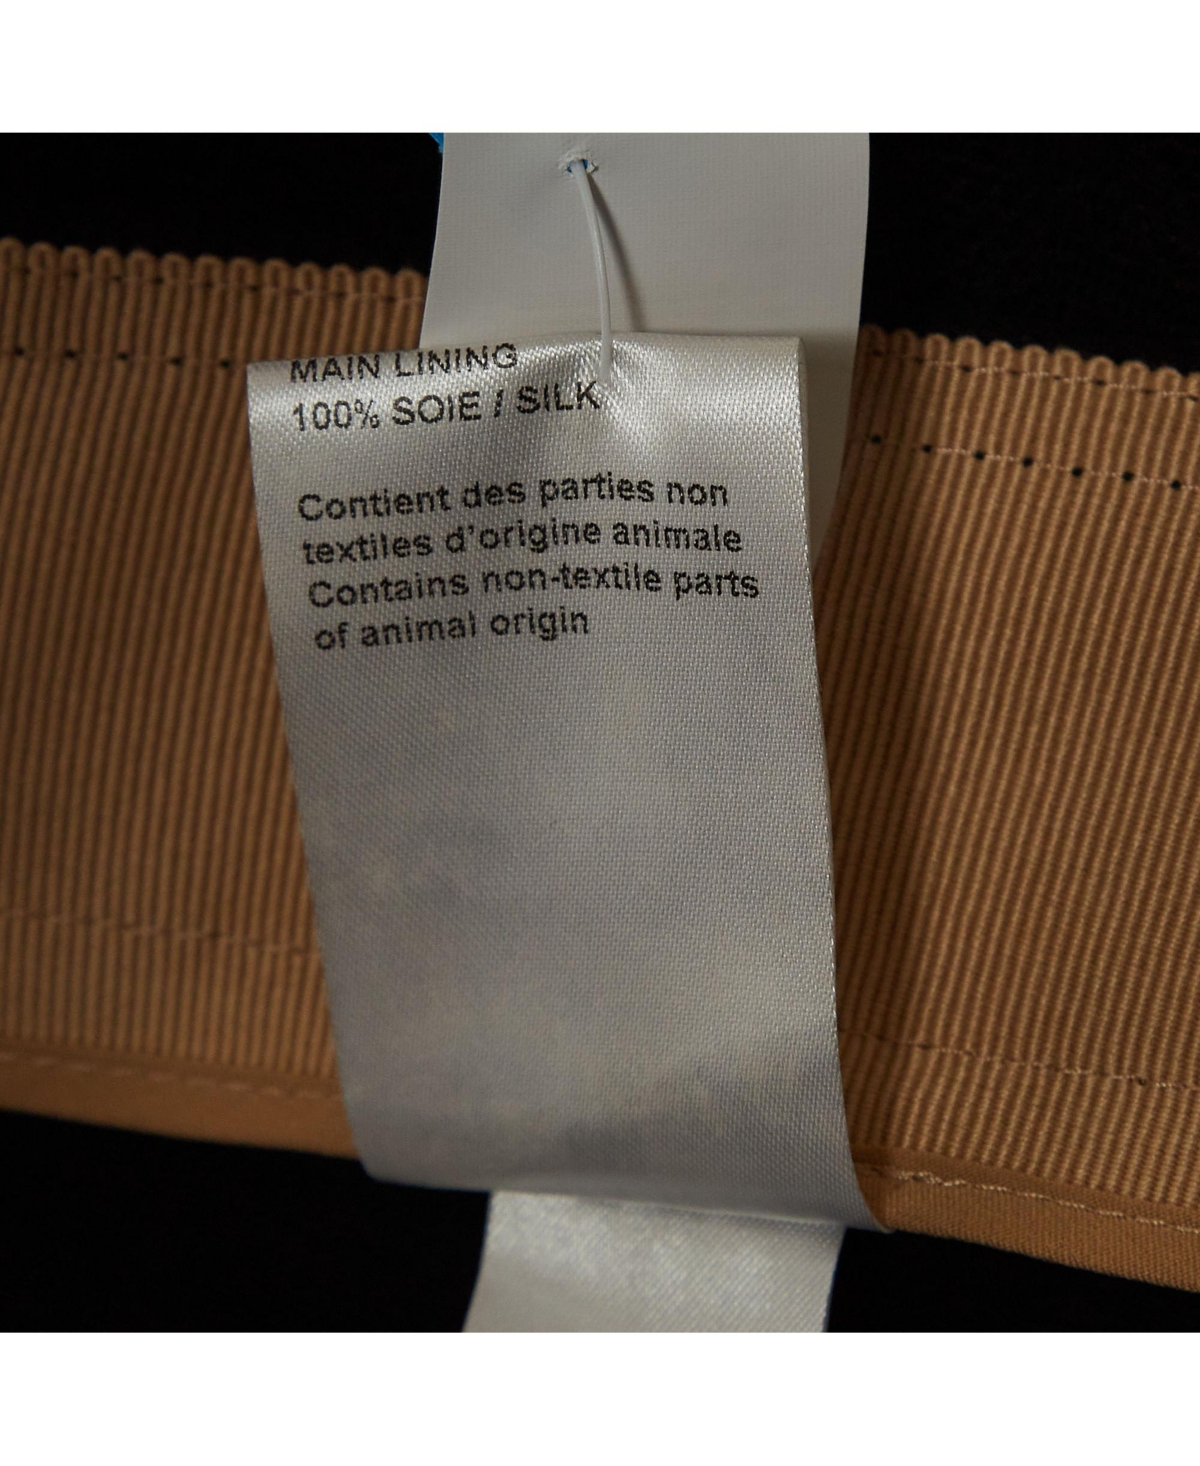 MAIN LINING
100% SOIE / SILK
Contient des parties non
textiles d'origine animale
Contains non-textile parts
of animal origin